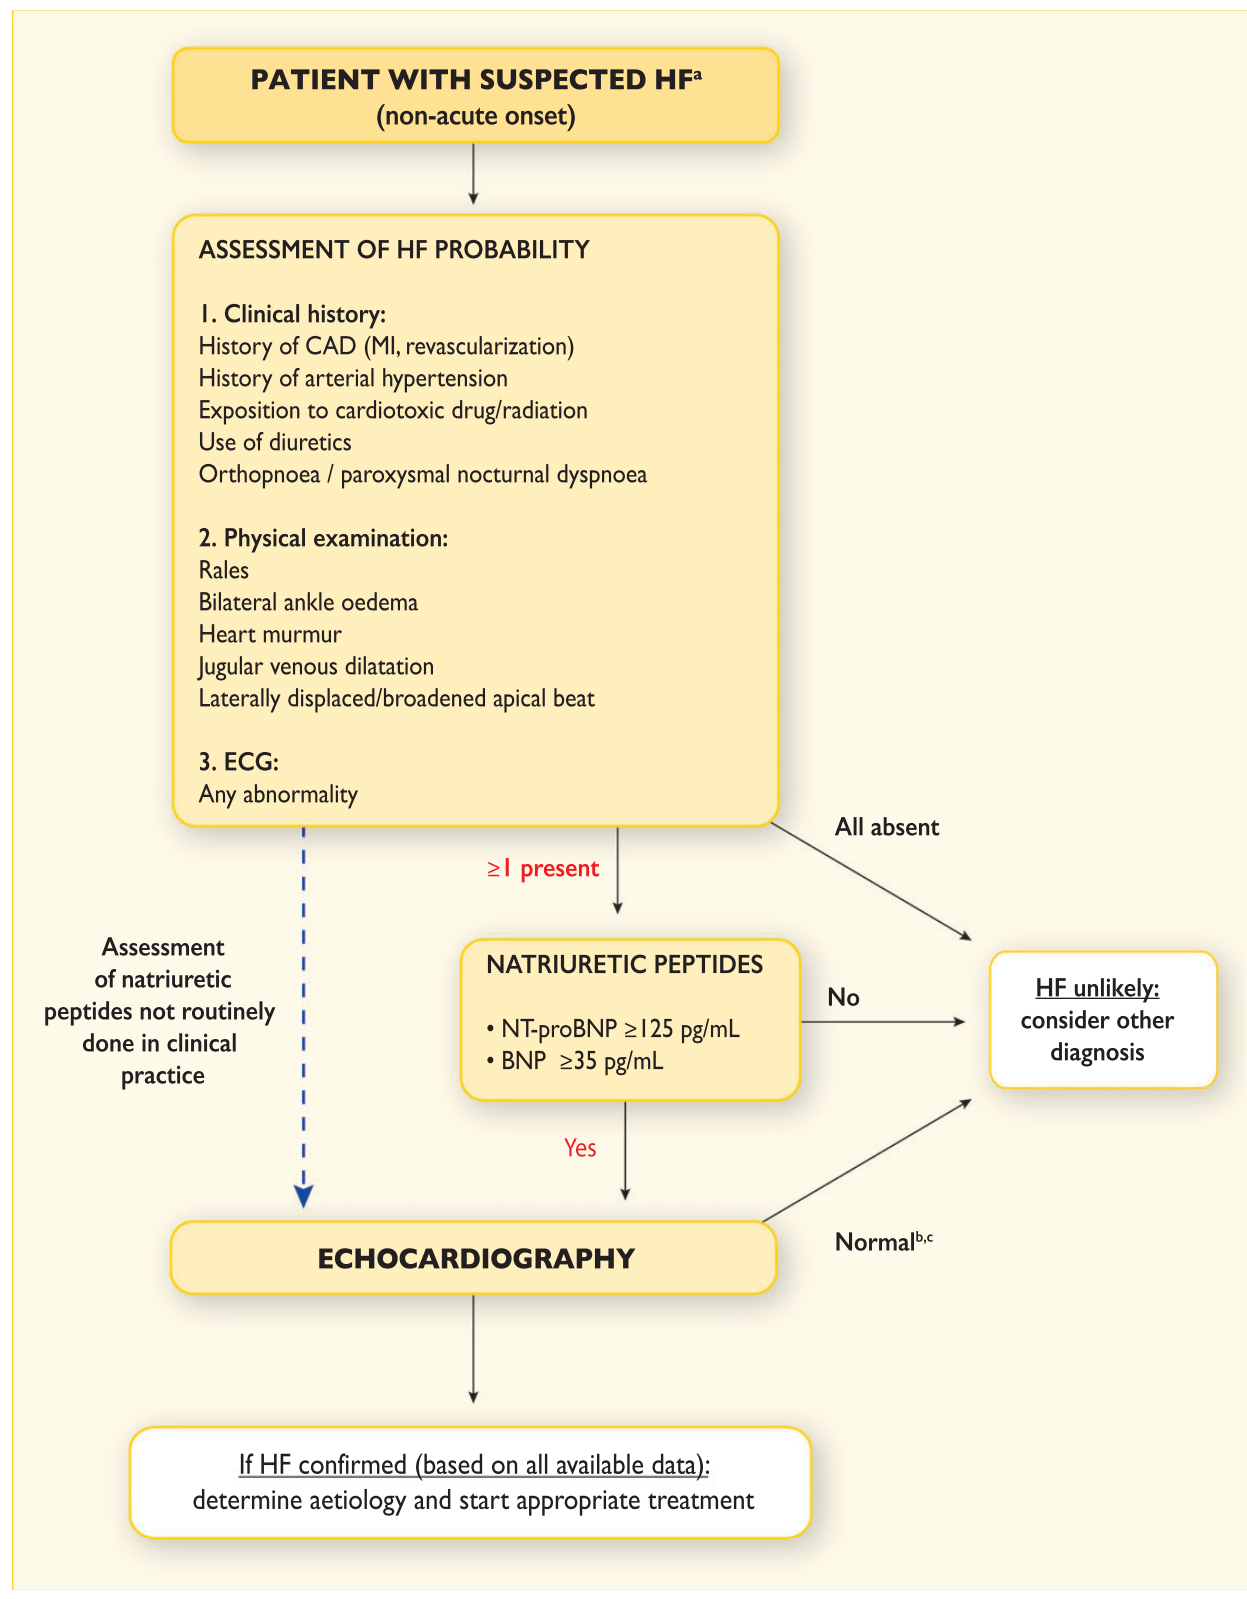 PATIENT WITH SUSPECTED HFᵃ
(non-acute onset)
ASSESSMENT OF HF PROBABILITY
1. Clinical history:
History of CAD (MI, revascularization)
History of arterial hypertension
Exposition to cardiotoxic drug/radiation
Use of diuretics
Orthopnoea / paroxysmal nocturnal dyspnoea
2. Physical examination:
Rales
Bilateral ankle oedema
Heart murmur
Jugular venous dilatation
Laterally displaced/broadened apical beat
3. ECG:
Any abnormality
All absent
≥1 present
Assessment
of natriuretic
peptides not routinely
done in clinical
practice
NATRIURETIC PEPTIDES
• NT-proBNP ≥125 pg/mL
• BNP ≥35 pg/mL
No
HF unlikely:
consider other
diagnosis
Yes
Normalᵇ,ᶜ
ECHOCARDIOGRAPHY
If HF confirmed (based on all available data):
determine aetiology and start appropriate treatment